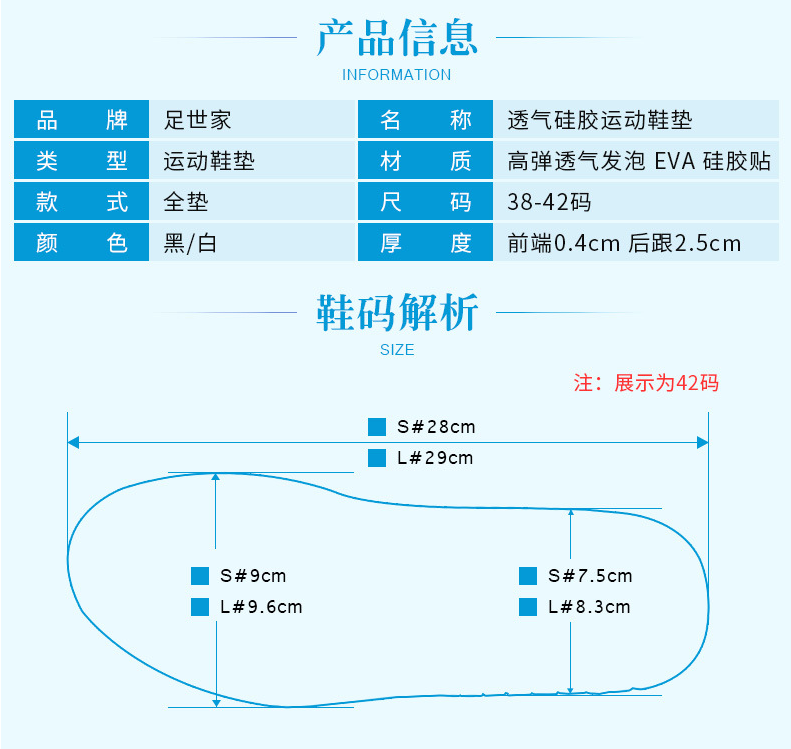 产品信息
INFORMATION
品 牌 足世家 名 称 透气硅胶运动鞋垫
类 型 运动鞋垫 材 质 高弹透气发泡 EVA 硅胶贴
款 式 全垫 尺 码 38-42码
颜 色 黑/白 厚 度 前端0.4cm 后跟2.5cm
鞋码解析
SIZE
注：展示为42码
S#28cm
L#29cm
S#9cm S#7.5cm
L#9.6cm L#8.3cm